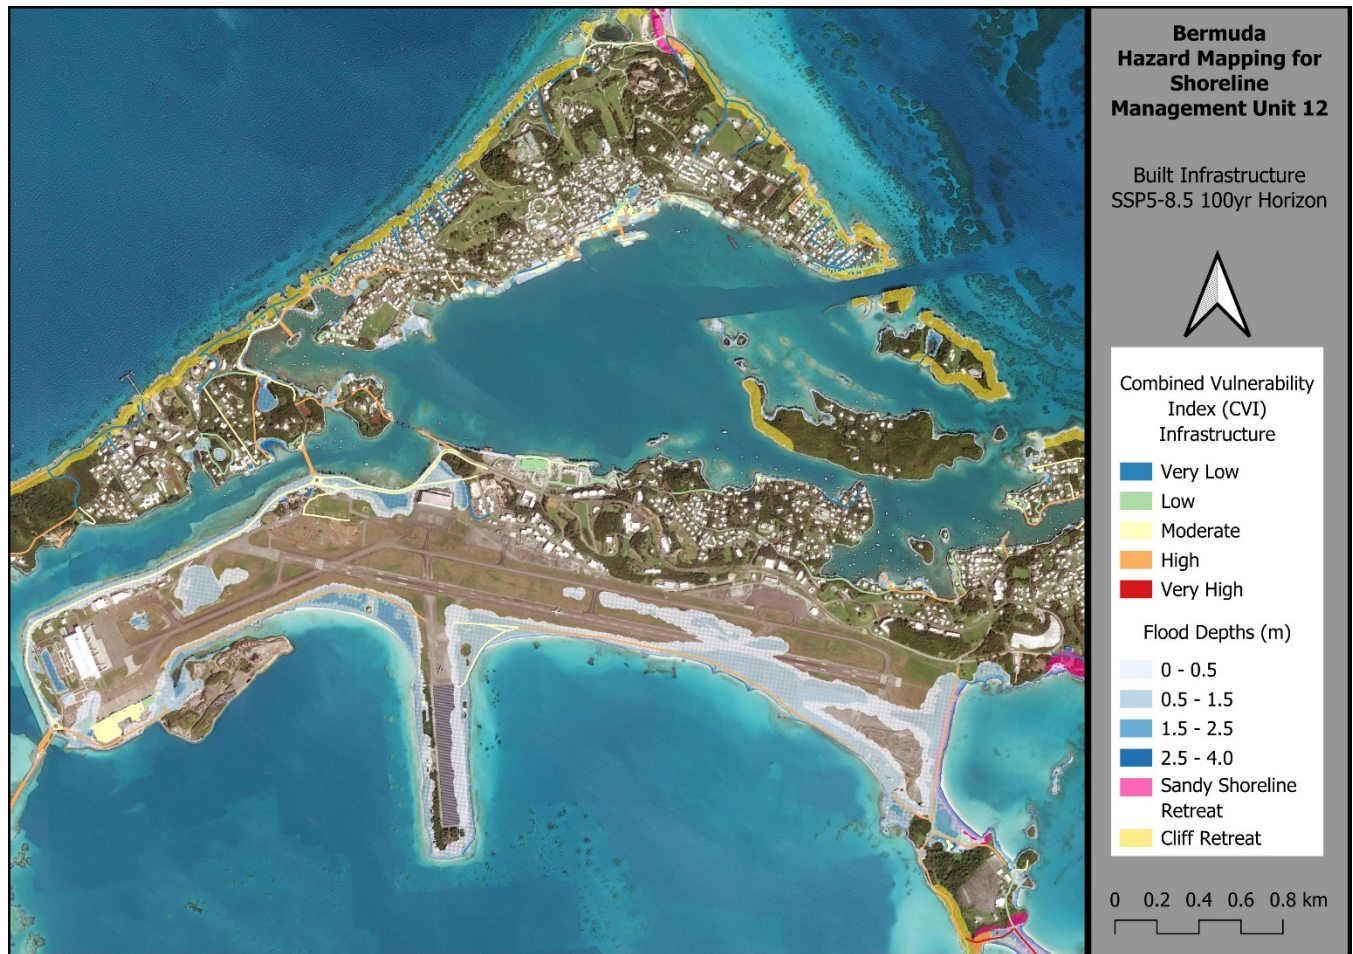 Bermuda
Hazard Mapping for
Shoreline
Management Unit 12
Built Infrastructure
SSP5-8.5 100yr Horizon
Combined Vulnerability
Index (CVI)
Infrastructure
Very Low
Low
Moderate
High
Very High
Flood Depths (m)
0 - 0.5
0.5 - 1.5
1.5 - 2.5
2.5 - 4.0
Sandy Shoreline
Retreat
Cliff Retreat
0 0.2 0.4 0.6 0.8 km